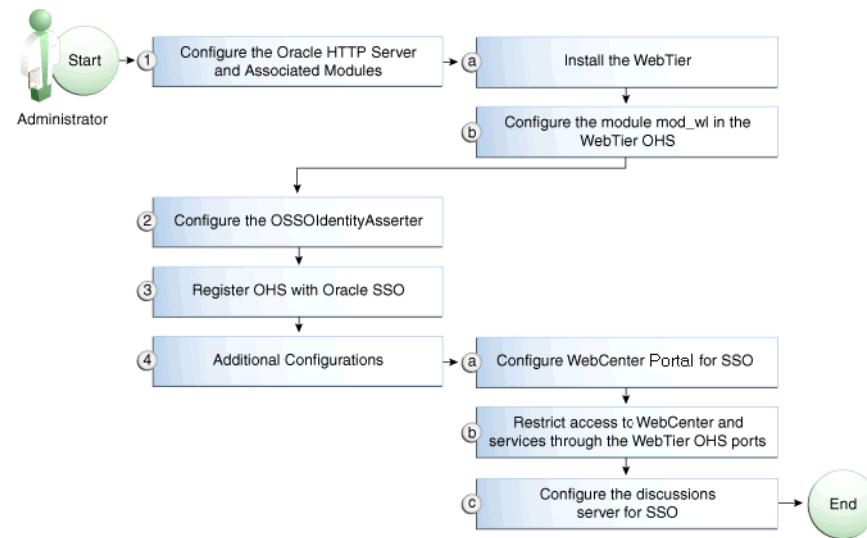 Start
Administrator
1
Configure the Oracle HTTP Server
and Associated Modules
a
Install the WebTier
b
Configure the module mod_wl in the
WebTier OHS
2
Configure the OSSOIdentityAsserter
3
Register OHS with Oracle SSO
4
Additional Configurations
a
Configure WebCenter Portal for SSO
b
Restrict access to WebCenter and
services through the WebTier OHS ports
c
Configure the discussions
server for SSO
End